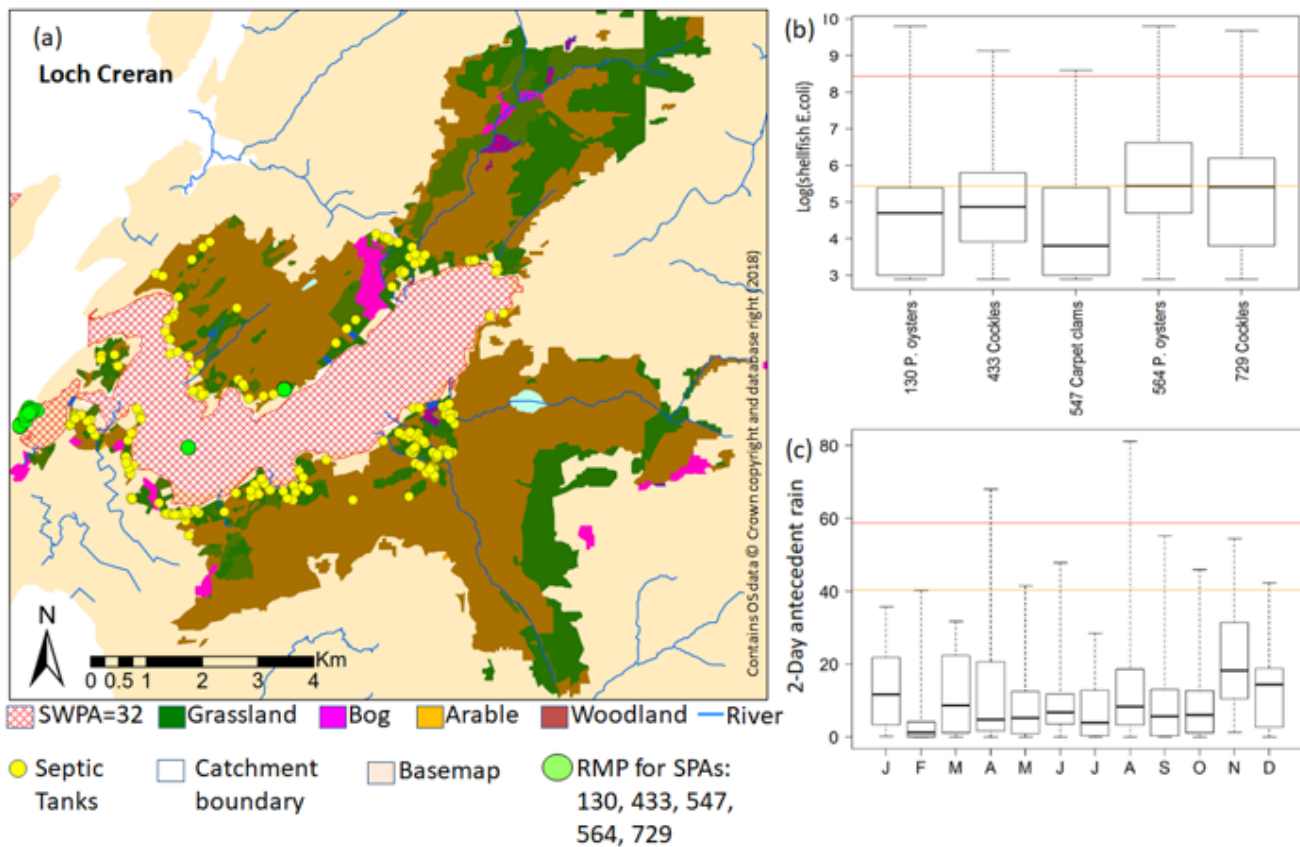 (a)
Loch Creran
N
Km
0 0.5 1 2 3 4
Contains OS data © Crown copyright and database right (2018)
SWPA=32 Grassland Bog Arable Woodland River
Septic
Tanks
Catchment
boundary
Basemap
RMP for SPAs:
130, 433, 547,
564, 729
(b)
Log(shellfish E.coli)
10
9
8
7
6
5
4
3
130 P. oysters
433 Cockles
547 Carpet clams
564 P. oysters
729 Cockles
(c)
2-Day antecedent rain
80
60
40
20
0
J F M A M J J A S O N D